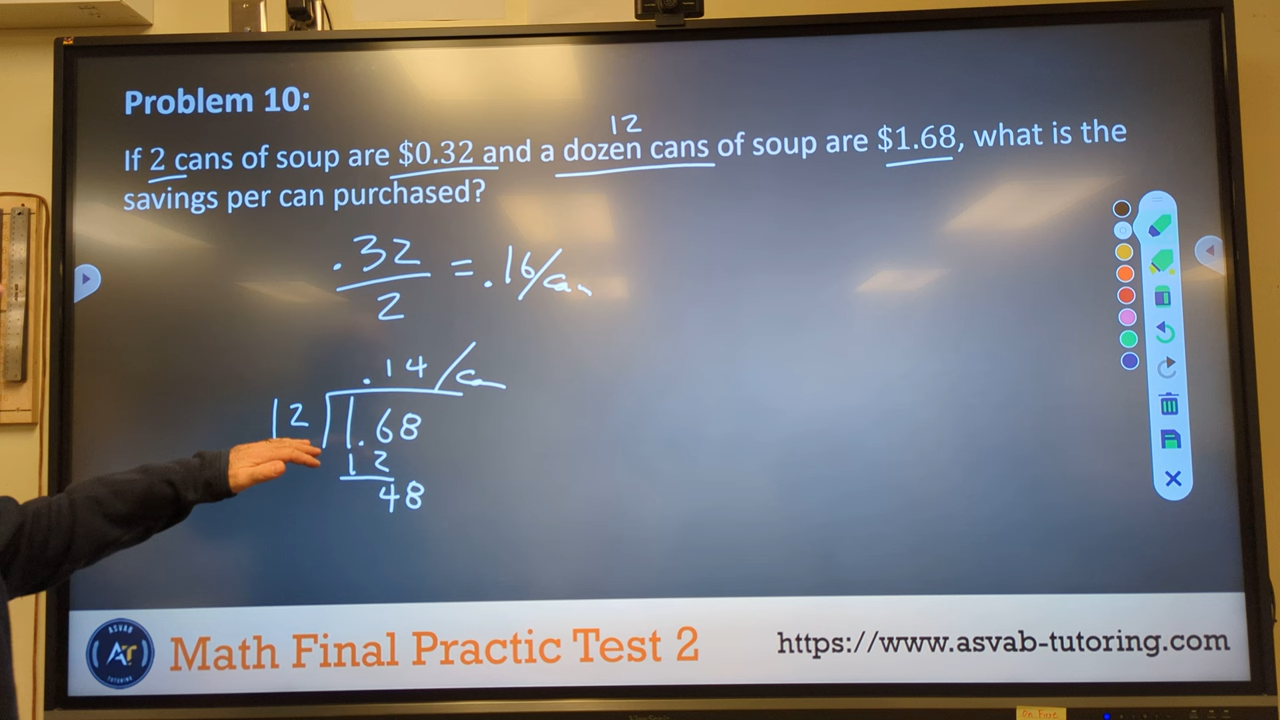 Problem 10:
12
If 2 cans of soup are $0.32 and a dozen cans of soup are $1.68, what is the
savings per can purchased?
.32
2
= .16/can
.14/can
12 1.68
12
48
ASVAB
AT
TUTORING
Math Final Practic Test 2
https://www.asvab-tutoring.com
ViewSonic